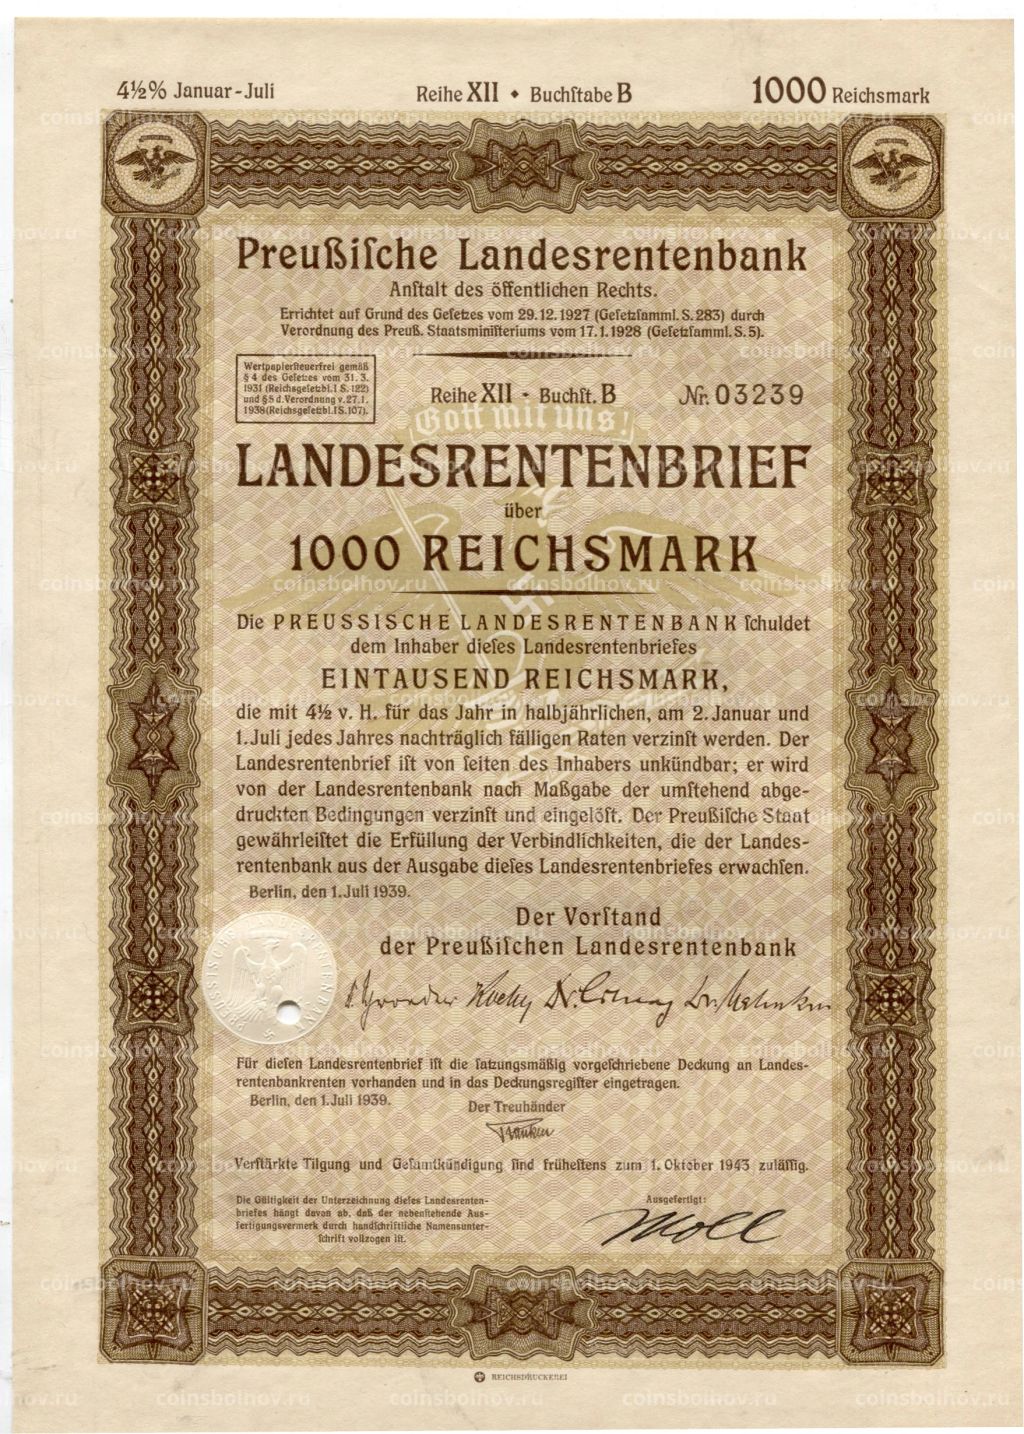 4½% Januar-Juli Reihe XII • Buchſtabe B 1000 Reichsmark
Preußiſche Landesrentenbank
Anſtalt des öffentlichen Rechts.
Errichtet auf Grund des Geſetzes vom 29.12.1927 (Geſetzſamml. S. 283) durch
Verordnung des Preuß. Staatsminiſteriums vom 17.1.1928 (Geſetzſamml. S. 5).
Wertpapierſteuerfrei gemäß
§ 4 des Geſetzes vom 31. 3.
1931 (Reichsgeſetzbl. I S. 122)
und § 5 d. Verordnung v. 27.1.
1938 (Reichsgeſetzbl. I S. 107).
Reihe XII • Buchſt. B Nr. 03239
Gott mit uns!
LANDESRENTENBRIEF
über
1000 REICHSMARK
Die PREUSSISCHE LANDESRENTENBANK ſchuldet
dem Inhaber dieſes Landesrentenbriefes
EINTAUSEND REICHSMARK,
die mit 4½ v. H. für das Jahr in halbjährlichen, am 2. Januar und
1. Juli jedes Jahres nachträglich fälligen Raten verzinſt werden. Der
Landesrentenbrief iſt von ſeiten des Inhabers unkündbar; er wird
von der Landesrentenbank nach Maßgabe der umſtehend abge-
druckten Bedingungen verzinſt und eingelöſt. Der Preußiſche Staat
gewährleiſtet die Erfüllung der Verbindlichkeiten, die der Landes-
rentenbank aus der Ausgabe dieſes Landesrentenbriefes erwachſen.
Berlin, den 1. Juli 1939.
Der Vorſtand
der Preußiſchen Landesrentenbank
PREUSSISCHE LANDESRENTENBANK
Für dieſen Landesrentenbrief iſt die ſatzungsmäßig vorgeſchriebene Deckung an Landes-
rentenbankrenten vorhanden und in das Deckungsregiſter eingetragen.
Berlin, den 1. Juli 1939.
Der Treuhänder
Verſtärkte Tilgung und Geſamtkündigung ſind früheſtens zum 1. Oktober 1943 zuläſſig.
Die Gültigkeit der Unterzeichnung dieſes Landesrenten-
briefes hängt davon ab, daß der nebenſtehende Aus-
fertigungsvermerk durch handſchriftliche Namensunter-
ſchrift vollzogen iſt.
Ausgefertigt:
Moll
REICHSDRUCKEREI
coinsbolhov.ru